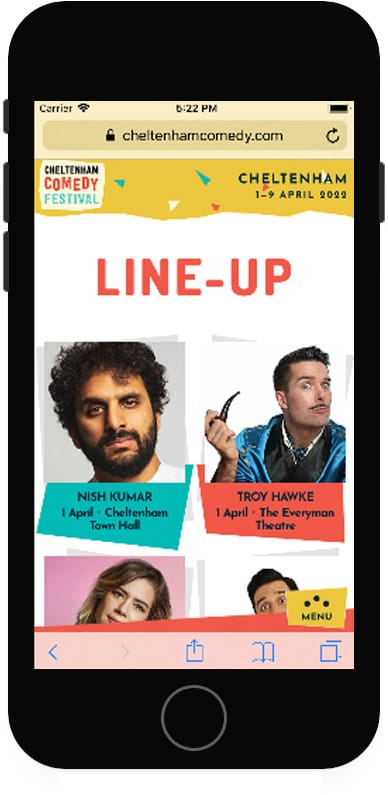 Carrier 5:22 PM
cheltenhamcomedy.com
CHELTENHAM
COMEDY
FESTIVAL
CHELTENHAM
1–9 APRIL 2022
LINE-UP
NISH KUMAR
1 April · Cheltenham
Town Hall
TROY HAWKE
1 April · The Everyman
Theatre
MENU